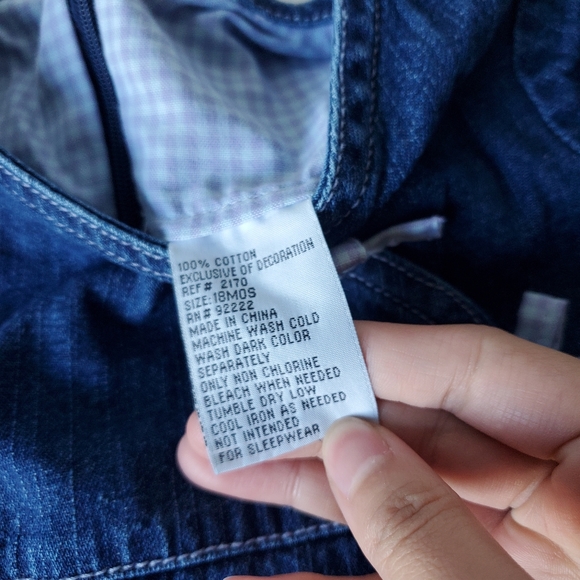 100% COTTON
EXCLUSIVE OF DECORATION
REF# 2170
SIZE:18MOS
RN# 92222
MADE IN CHINA
MACHINE WASH COLD
WASH DARK COLOR
SEPARATELY
ONLY NON CHLORINE
BLEACH WHEN NEEDED
TUMBLE DRY LOW
COOL IRON AS NEEDED
NOT INTENDED
FOR SLEEPWEAR